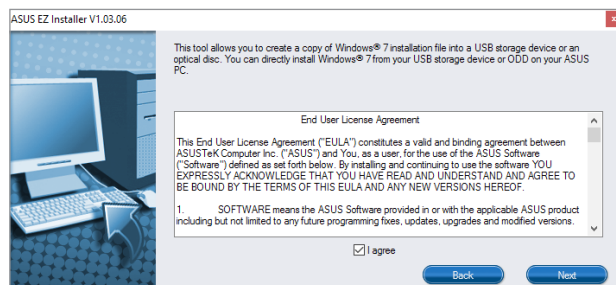 ASUS EZ Installer V1.03.06
x
This tool allows you to create a copy of Windows® 7 installation file into a USB storage device or an
optical disc. You can directly install Windows® 7 from your USB storage device or ODD on your ASUS
PC.
End User License Agreement
This End User License Agreement ("EULA") constitutes a valid and binding agreement between
ASUSTeK Computer Inc. ("ASUS") and You, as a user, for the use of the ASUS Software
("Software") defined as set forth below. By installing and continuing to use the software YOU
EXPRESSLY ACKNOWLEDGE THAT YOU HAVE READ AND UNDERSTAND AND AGREE TO
BE BOUND BY THE TERMS OF THIS EULA AND ANY NEW VERSIONS HEREOF.
1. SOFTWARE means the ASUS Software provided in or with the applicable ASUS product
including but not limited to any future programming fixes, updates, upgrades and modified versions.
I agree
Back Next